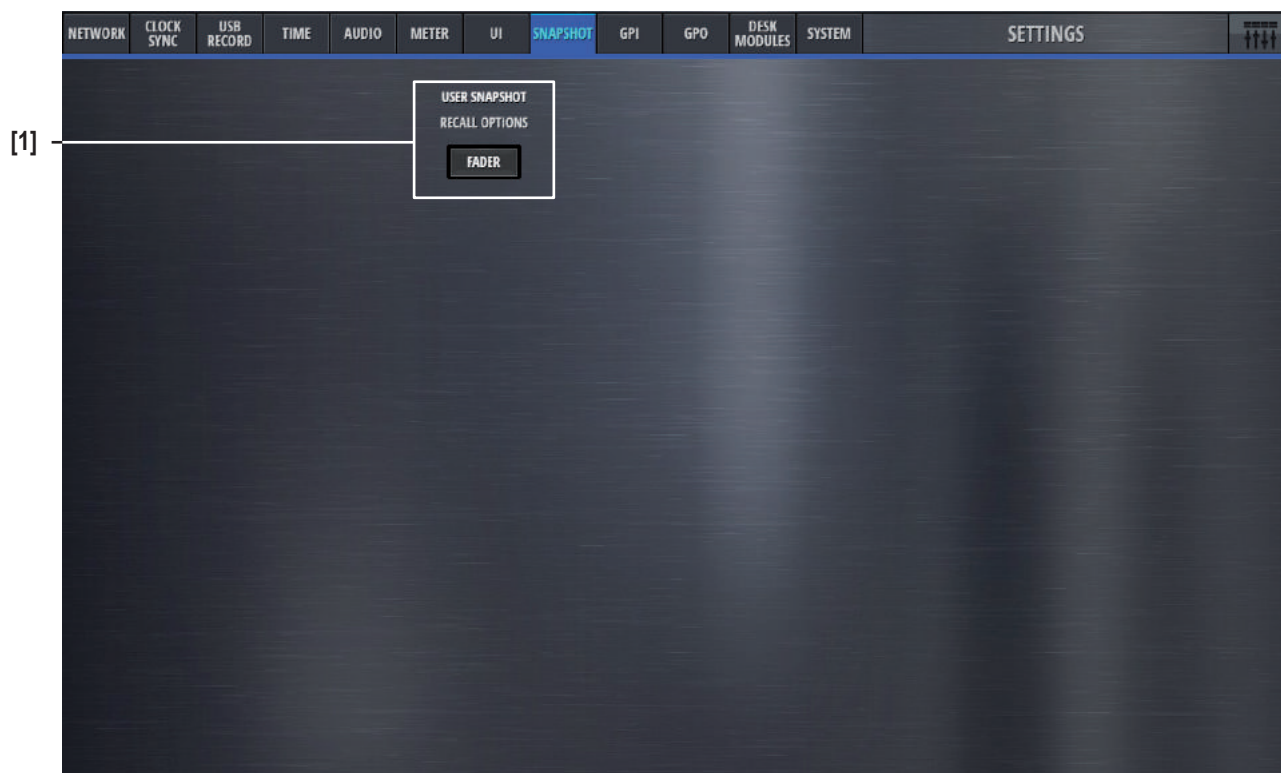 NETWORK
CLOCK
SYNC
USB
RECORD
TIME
AUDIO
METER
UI
SNAPSHOT
GPI
GPO
DESK
MODULES
SYSTEM
SETTINGS
[1]
USER SNAPSHOT
RECALL OPTIONS
FADER